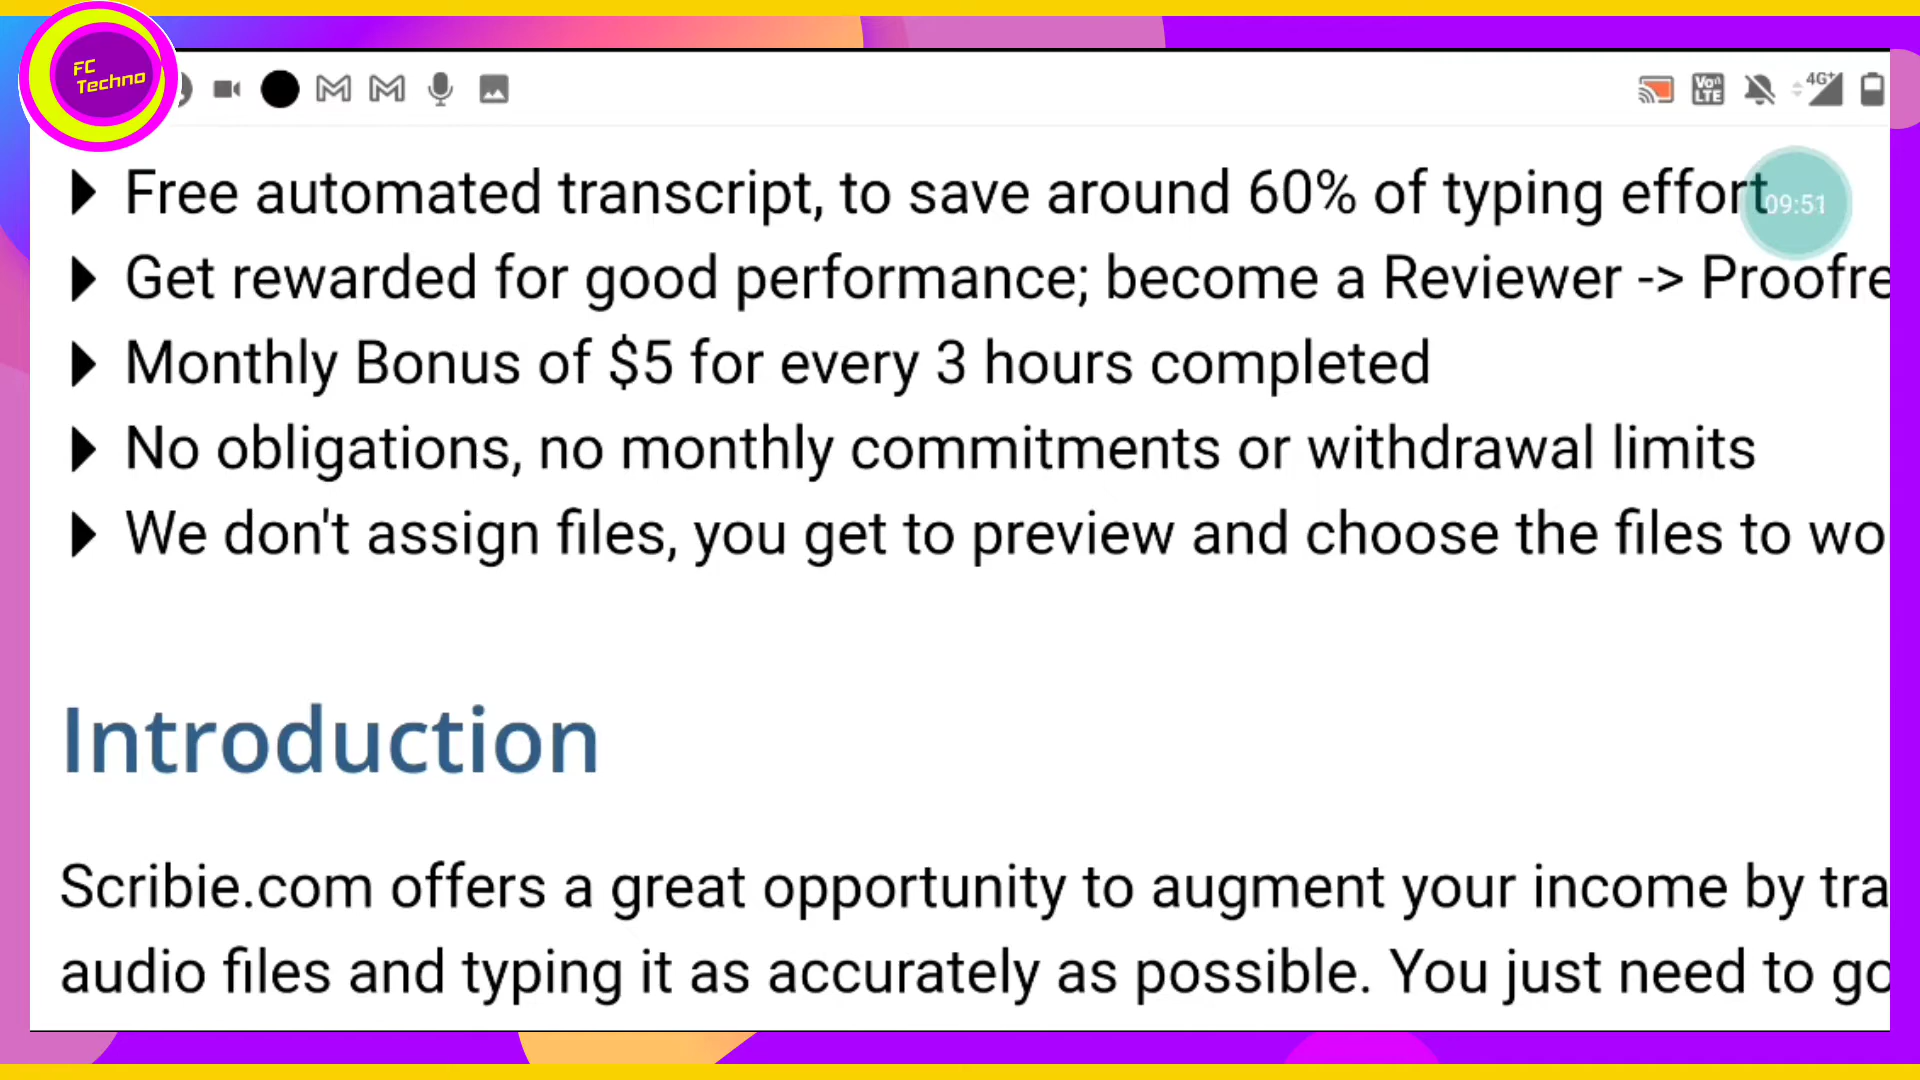 FC
Techno
Vo
LTE
4G+
Free automated transcript, to save around 60% of typing effort
09:51
Get rewarded for good performance; become a Reviewer -> Proofre
Monthly Bonus of $5 for every 3 hours completed
No obligations, no monthly commitments or withdrawal limits
We don't assign files, you get to preview and choose the files to wo
Introduction
Scribie.com offers a great opportunity to augment your income by tra
audio files and typing it as accurately as possible. You just need to go